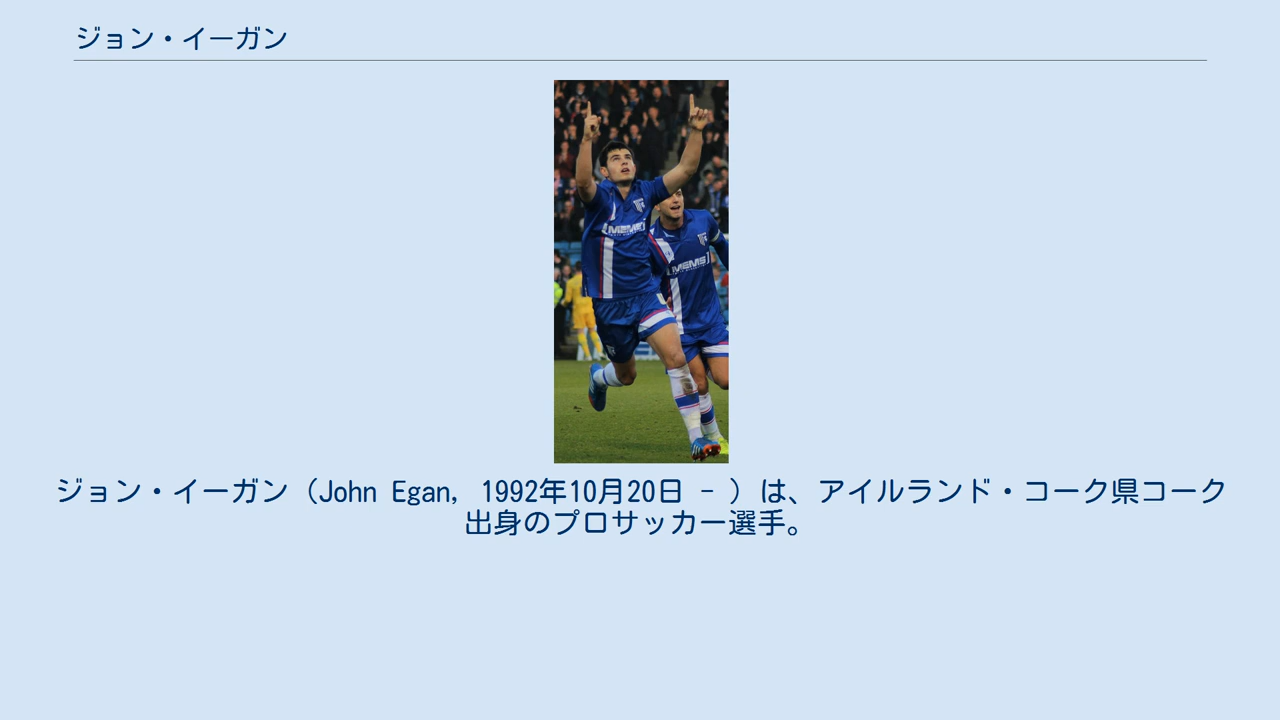 ジョン・イーガン
MEMS
MEMS
ジョン・イーガン（John Egan, 1992年10月20日 - ）は、アイルランド・コーク県コーク
出身のプロサッカー選手。